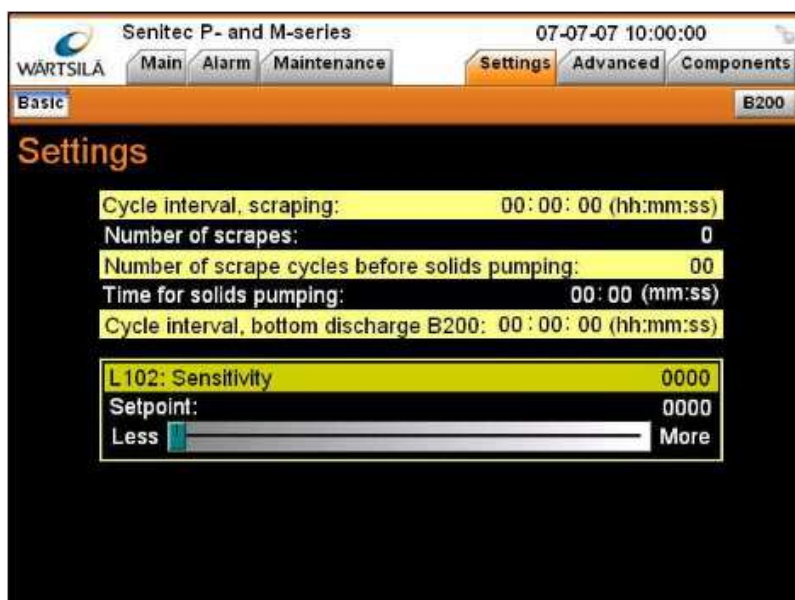 Senitec P- and M-series 07-07-07 10:00:00
WÄRTSILÄ Main Alarm Maintenance Settings Advanced Components
Basic B200
Settings
Cycle interval, scraping: 00:00:00 (hh:mm:ss)
Number of scrapes: 0
Number of scrape cycles before solids pumping: 00
Time for solids pumping: 00:00 (mm:ss)
Cycle interval, bottom discharge B200: 00:00:00 (hh:mm:ss)
L102: Sensitivity 0000
Setpoint: 0000
Less More